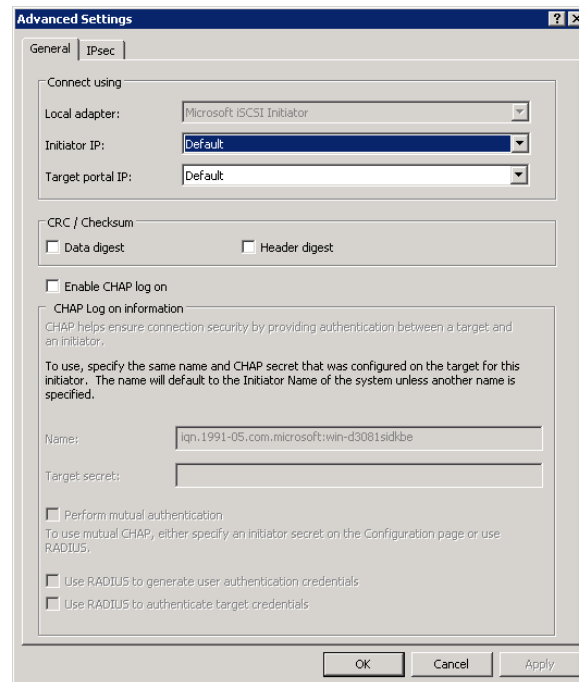 Advanced Settings
General IPsec
Connect using
Local adapter: Microsoft iSCSI Initiator
Initiator IP: Default
Target portal IP: Default
CRC / Checksum
Data digest Header digest
Enable CHAP log on
CHAP Log on information
CHAP helps ensure connection security by providing authentication between a target and
an initiator.
To use, specify the same name and CHAP secret that was configured on the target for this
initiator. The name will default to the Initiator Name of the system unless another name is
specified.
Name: iqn.1991-05.com.microsoft:win-d3081sidkbe
Target secret:
Perform mutual authentication
To use mutual CHAP, either specify an initiator secret on the Configuration page or use
RADIUS.
Use RADIUS to generate user authentication credentials
Use RADIUS to authenticate target credentials
OK Cancel Apply